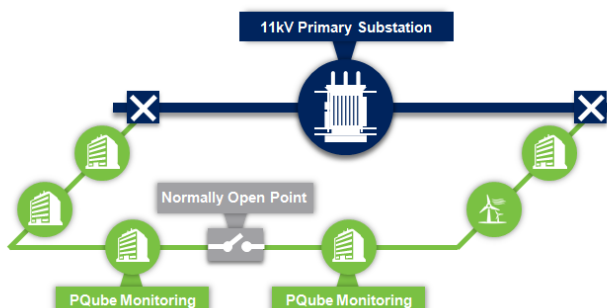 11kV Primary Substation
Normally Open Point
PQube Monitoring
PQube Monitoring